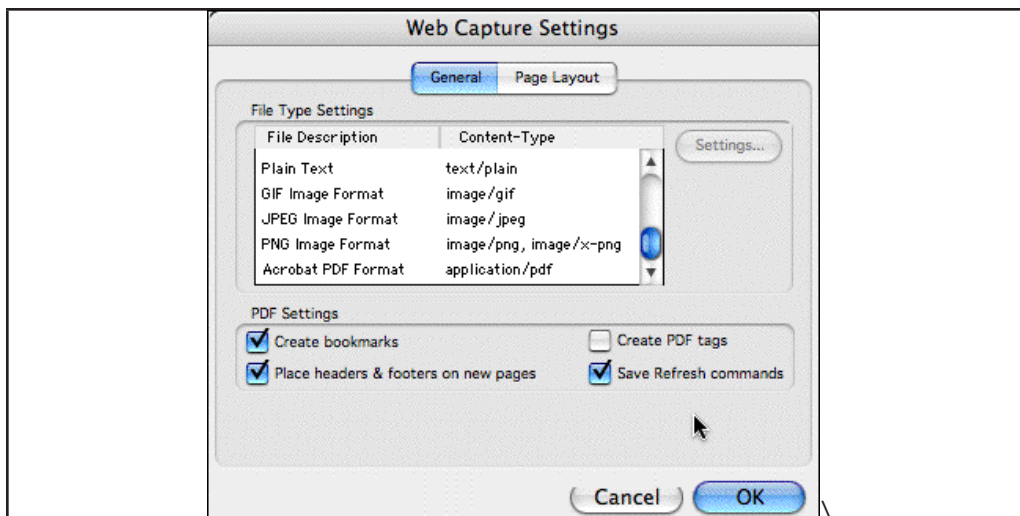 Web Capture Settings
General Page Layout
File Type Settings
File Description Content-Type
Settings...
Plain Text text/plain
GIF Image Format image/gif
JPEG Image Format image/jpeg
PNG Image Format image/png, image/x-png
Acrobat PDF Format application/pdf
PDF Settings
Create bookmarks Create PDF tags
Place headers & footers on new pages Save Refresh commands
Cancel OK \